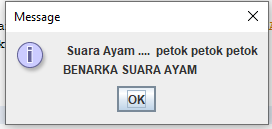 Message
Suara Ayam .... petok petok petok
BENARKA SUARA AYAM
OK